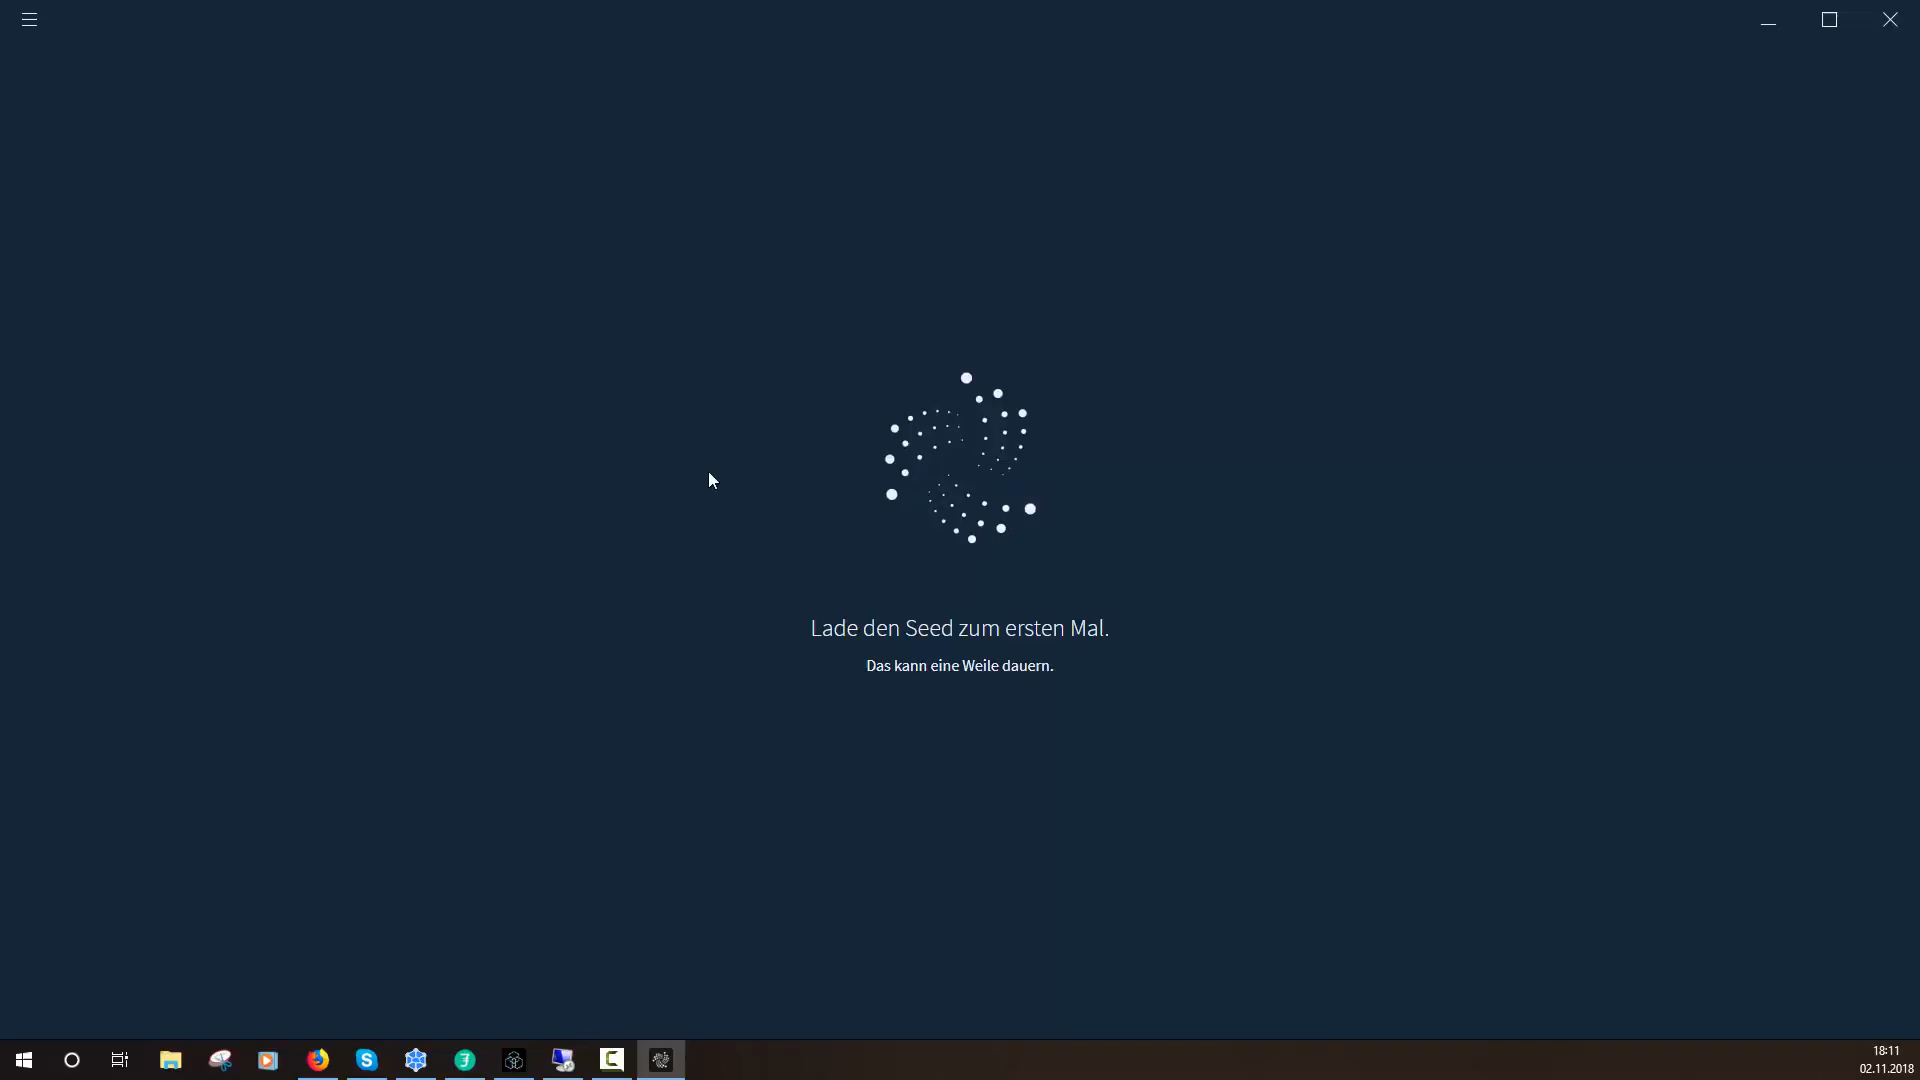 Lade den Seed zum ersten Mal.
Das kann eine Weile dauern.
18:11
02.11.2018